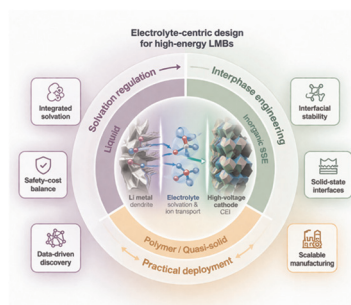 Electrolyte-centric design
for high-energy LMBs
Solvation regulation
Interphase engineering
Liquid
Inorganic SSE
Integrated
solvation
Safety-cost
balance
Data-driven
discovery
Li metal
dendrite
Electrolyte
solvation &
ion transport
High-voltage
cathode
CEI
Interfacial
stability
Solid-state
interfaces
Scalable
manufacturing
Polymer / Quasi-solid
Practical deployment